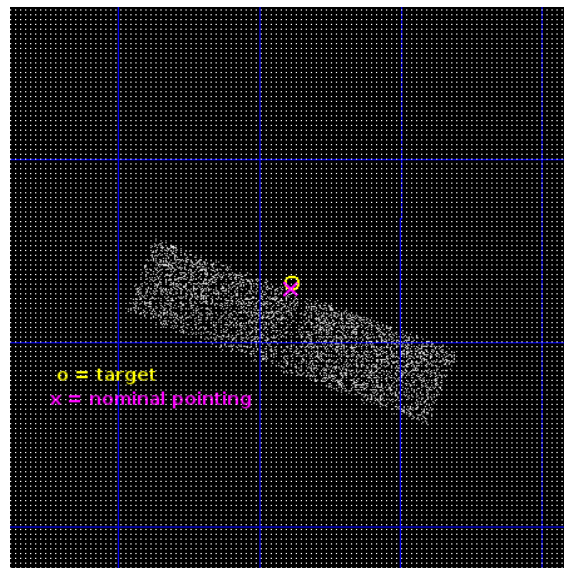 o = target
x = nominal pointing